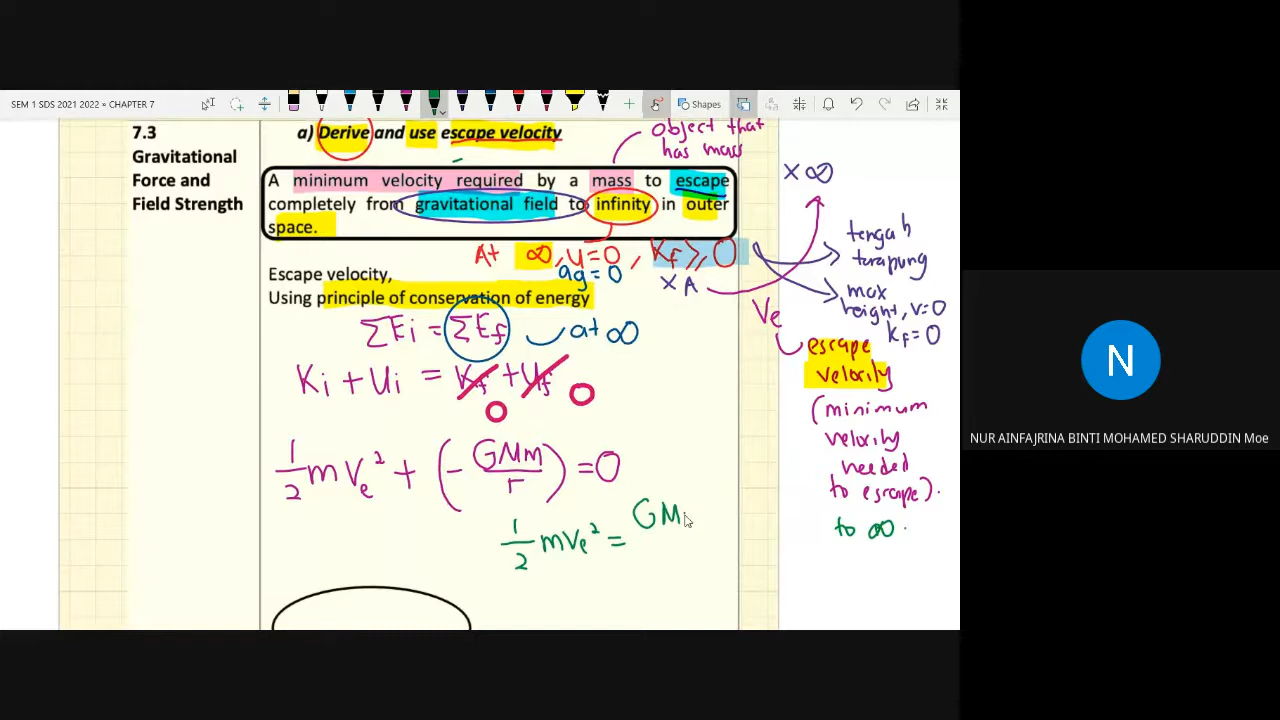 SEM 1 SDS 2021 2022 » CHAPTER 7
Shapes
7.3
Gravitational
Force and
Field Strength
a) Derive and use escape velocity
object that
has mass
A minimum velocity required by a mass to escape
completely from gravitational field to infinity in outer
space.
At ∞, U=0, Kf ≥ 0
ag = 0
× ∞
× A
Ve
tengah
terapung
max
height, v=0
Kf = 0
Escape velocity,
Using principle of conservation of energy
ΣEi = ΣEf at ∞
Ki + Ui = Kf + Uf
0 0
1/2 m Ve² + (- GMm/r) = 0
1/2 mve² = GM
escape
velocity
(minimum
velocity
needed
to escape).
to ∞.
N
NUR AINFAJRINA BINTI MOHAMED SHARUDDIN Moe